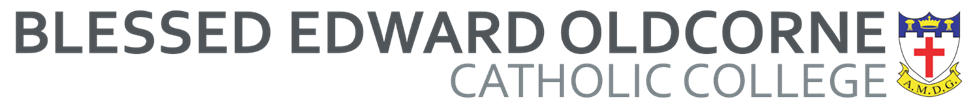 BLESSED EDWARD OLDCORNE
CATHOLIC COLLEGE
A.M.D.G.